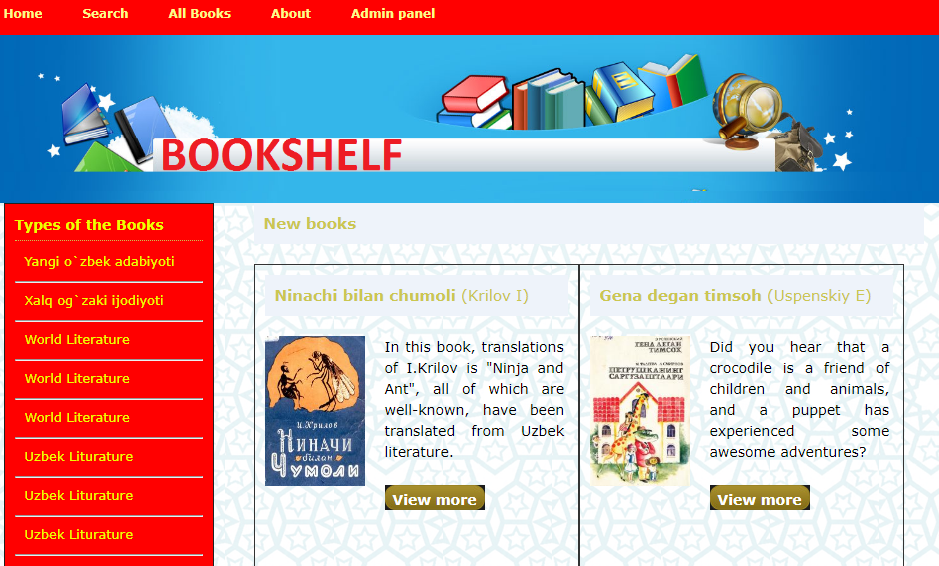 Home Search All Books About Admin panel
BOOKSHELF
Types of the Books
Yangi o`zbek adabiyoti
Xalq og`zaki ijodiyoti
World Literature
World Literature
World Literature
Uzbek Liturature
Uzbek Liturature
Uzbek Liturature
New books
Ninachi bilan chumoli (Krilov I)
И.Крилов
Ниначи
билан
Чумоли
In this book, translations
of I.Krilov is "Ninja and
Ant", all of which are
well-known, have been
translated from Uzbek
literature.
View more
Gena degan timsoh (Uspenskiy E)
ГЕНА ДЕГАН
ТИМСОҲ
ПЕТРУШКАНИНГ
САРГУЗАШТЛАРИ
Did you hear that a
crocodile is a friend of
children and animals,
and a puppet has
experienced some
awesome adventures?
View more